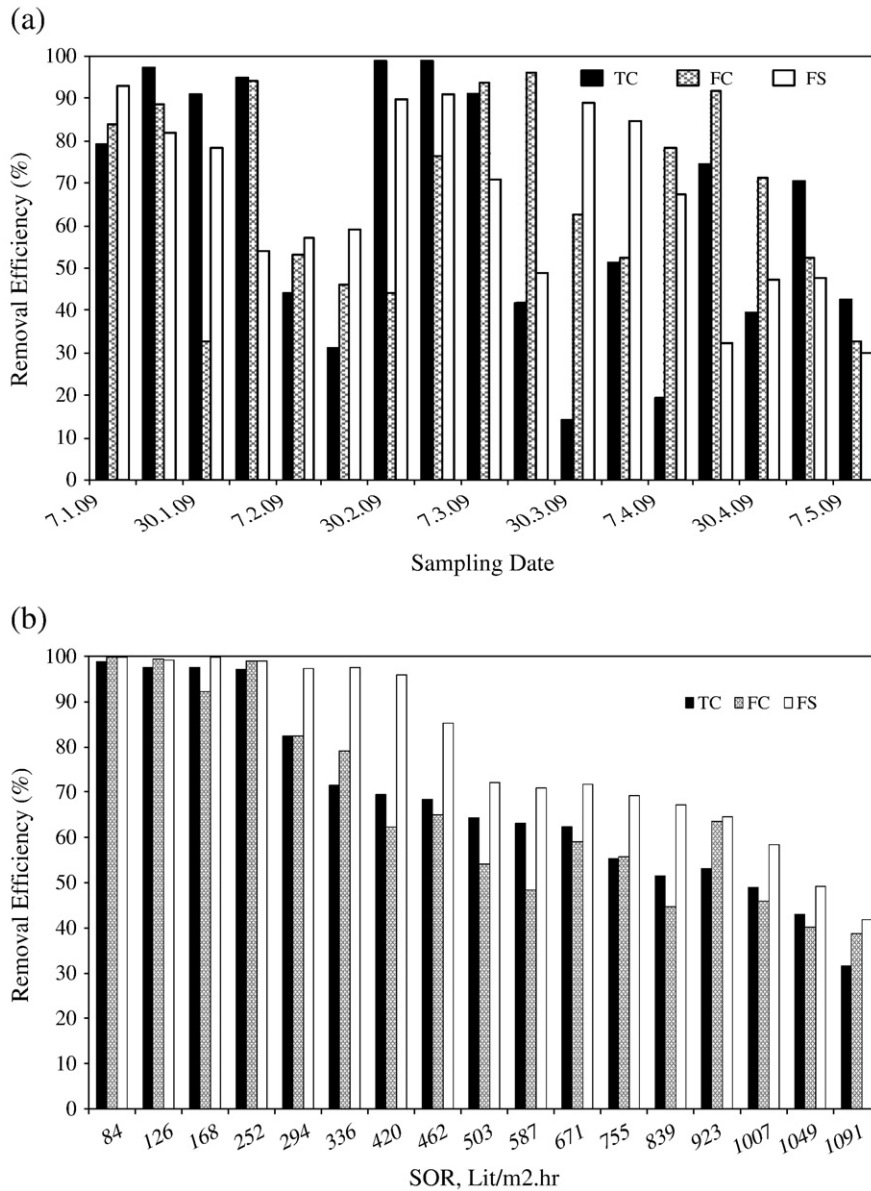 (a)
100
90
80
70
60
50
40
30
20
10
0
Removal Efficiency (%)
TC FC FS
7.1.09 30.1.09 7.2.09 30.2.09 7.3.09 30.3.09 7.4.09 30.4.09 7.5.09
Sampling Date
(b)
100
90
80
70
60
50
40
30
20
10
0
Removal Efficiency (%)
TC FC FS
84 126 168 252 294 336 420 462 503 587 671 755 839 923 1007 1049 1091
SOR, Lit/m2.hr